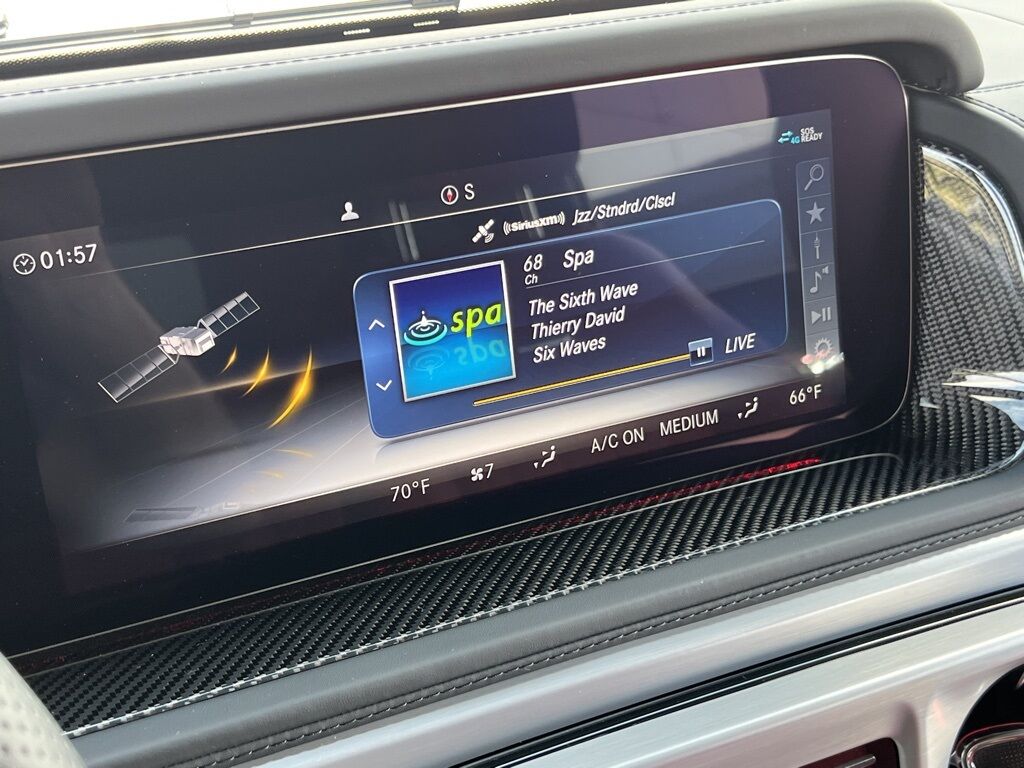 SOS
4G READY
S
((SiriusXM)) Jzz/Stndrd/Clscl
01:57
68 Spa
Ch
spa
The Sixth Wave
Thierry David
Six Waves
LIVE
70°F 7 A/C ON MEDIUM 66°F